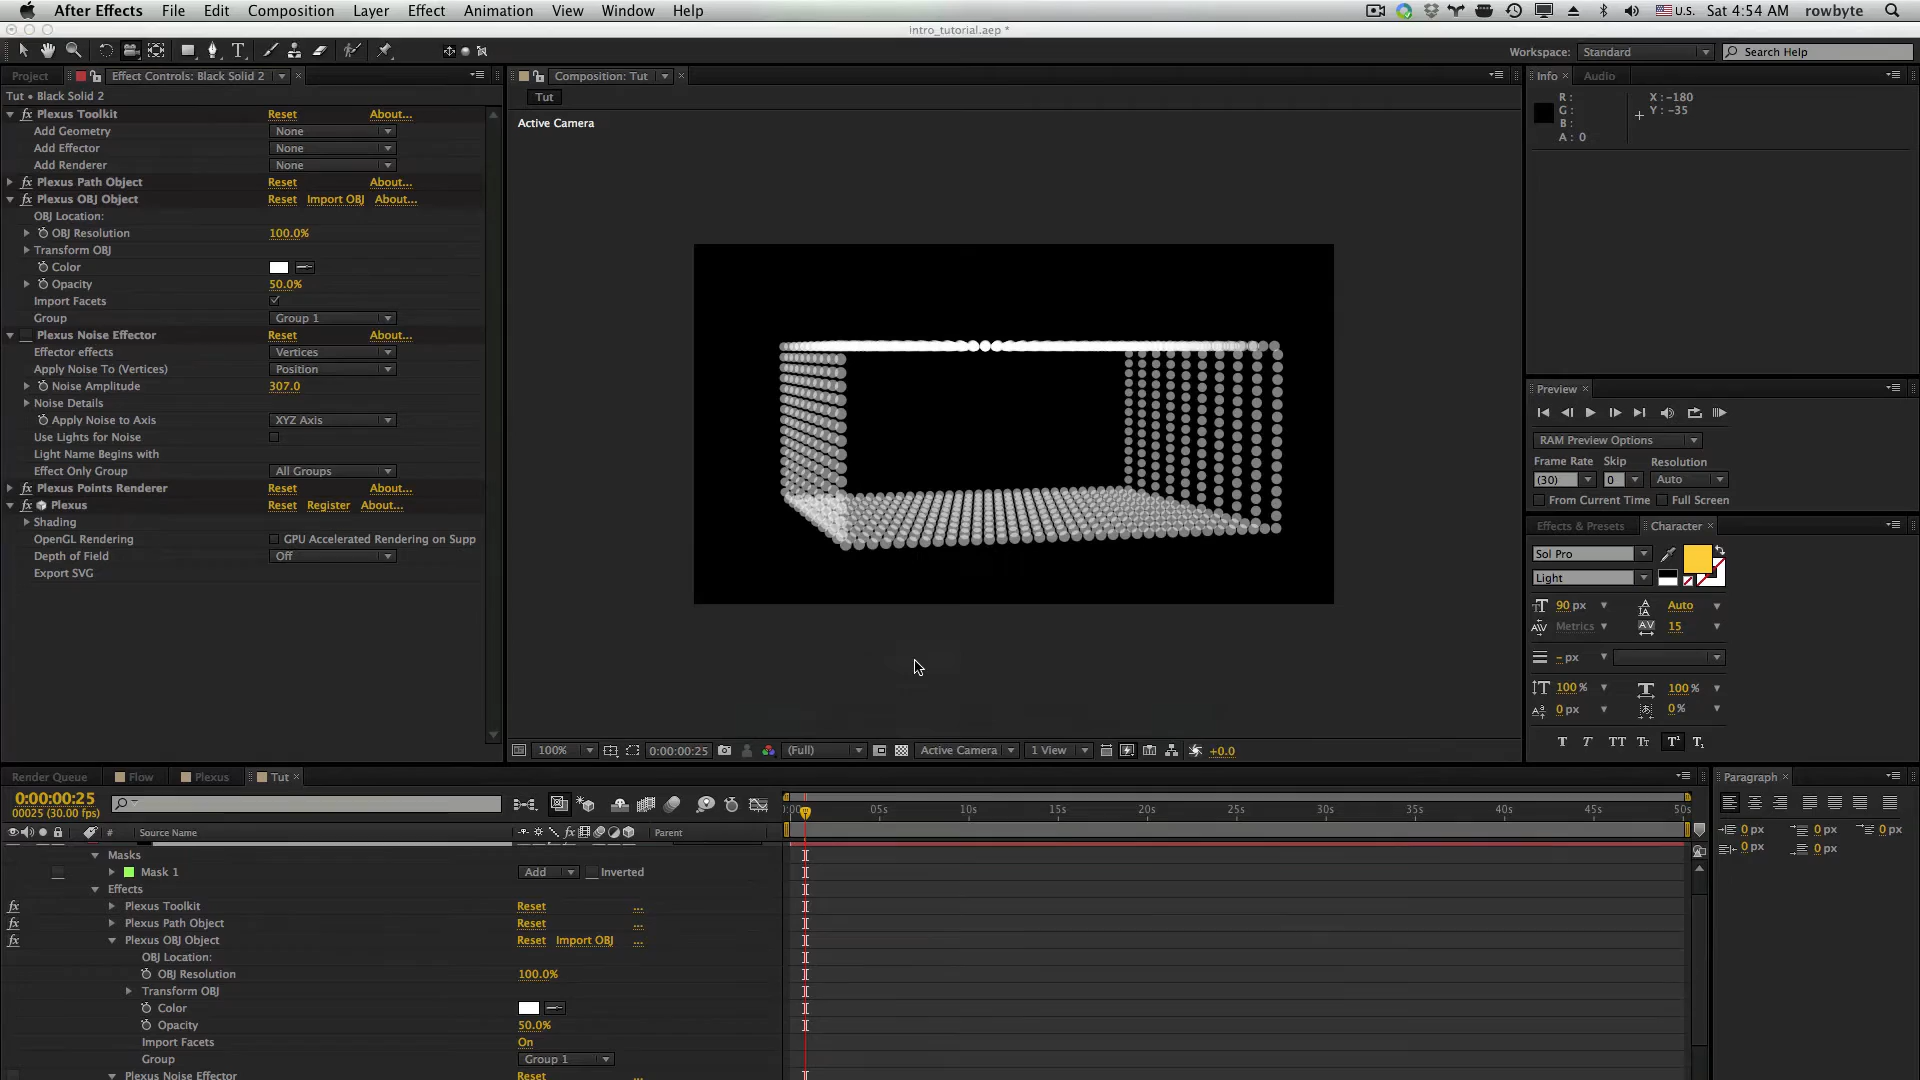 After Effects File Edit Composition Layer Effect Animation View Window Help U.S. Sat 4:54 AM rowbyte
intro_tutorial.aep *
Workspace: Standard Search Help
Project Effect Controls: Black Solid 2
Tut • Black Solid 2
Plexus Toolkit Reset About...
Add Geometry None
Add Effector None
Add Renderer None
Plexus Path Object Reset About...
Plexus OBJ Object Reset Import OBJ About...
OBJ Location:
OBJ Resolution 100.0%
Transform OBJ
Color
Opacity 50.0%
Import Facets
Group Group 1
Plexus Noise Effector Reset About...
Effector effects Vertices
Apply Noise To (Vertices) Position
Noise Amplitude 307.0
Noise Details
Apply Noise to Axis XYZ Axis
Use Lights for Noise
Light Name Begins with
Effect Only Group All Groups
Plexus Points Renderer Reset About...
Plexus Reset Register About...
Shading
OpenGL Rendering GPU Accelerated Rendering on Supp
Depth of Field Off
Export SVG
Composition: Tut
Tut
Active Camera
100% 0:00:00:25 (Full) Active Camera 1 View +0.0
Info Audio
R: X: -180
G: Y: -35
B:
A: 0
Preview
RAM Preview Options
Frame Rate Skip Resolution
(30) 0 Auto
From Current Time Full Screen
Effects & Presets Character
Sol Pro
Light
90 px Auto
Metrics 15
- px
100 % 100 %
0 px 0 %
T T TT Tr T¹ T₁
Render Queue Flow Plexus Tut
0:00:00:25
00025 (30.00 fps)
05s 10s 15s 20s 25s 30s 35s 40s 45s 50s
# Source Name Parent
Masks
Mask 1 Add Inverted
Effects
Plexus Toolkit Reset ...
Plexus Path Object Reset ...
Plexus OBJ Object Reset Import OBJ ...
OBJ Location:
OBJ Resolution 100.0%
Transform OBJ
Color
Opacity 50.0%
Import Facets On
Group Group 1
Plexus Noise Effector Reset
Paragraph
0 px 0 px 0 px
0 px 0 px